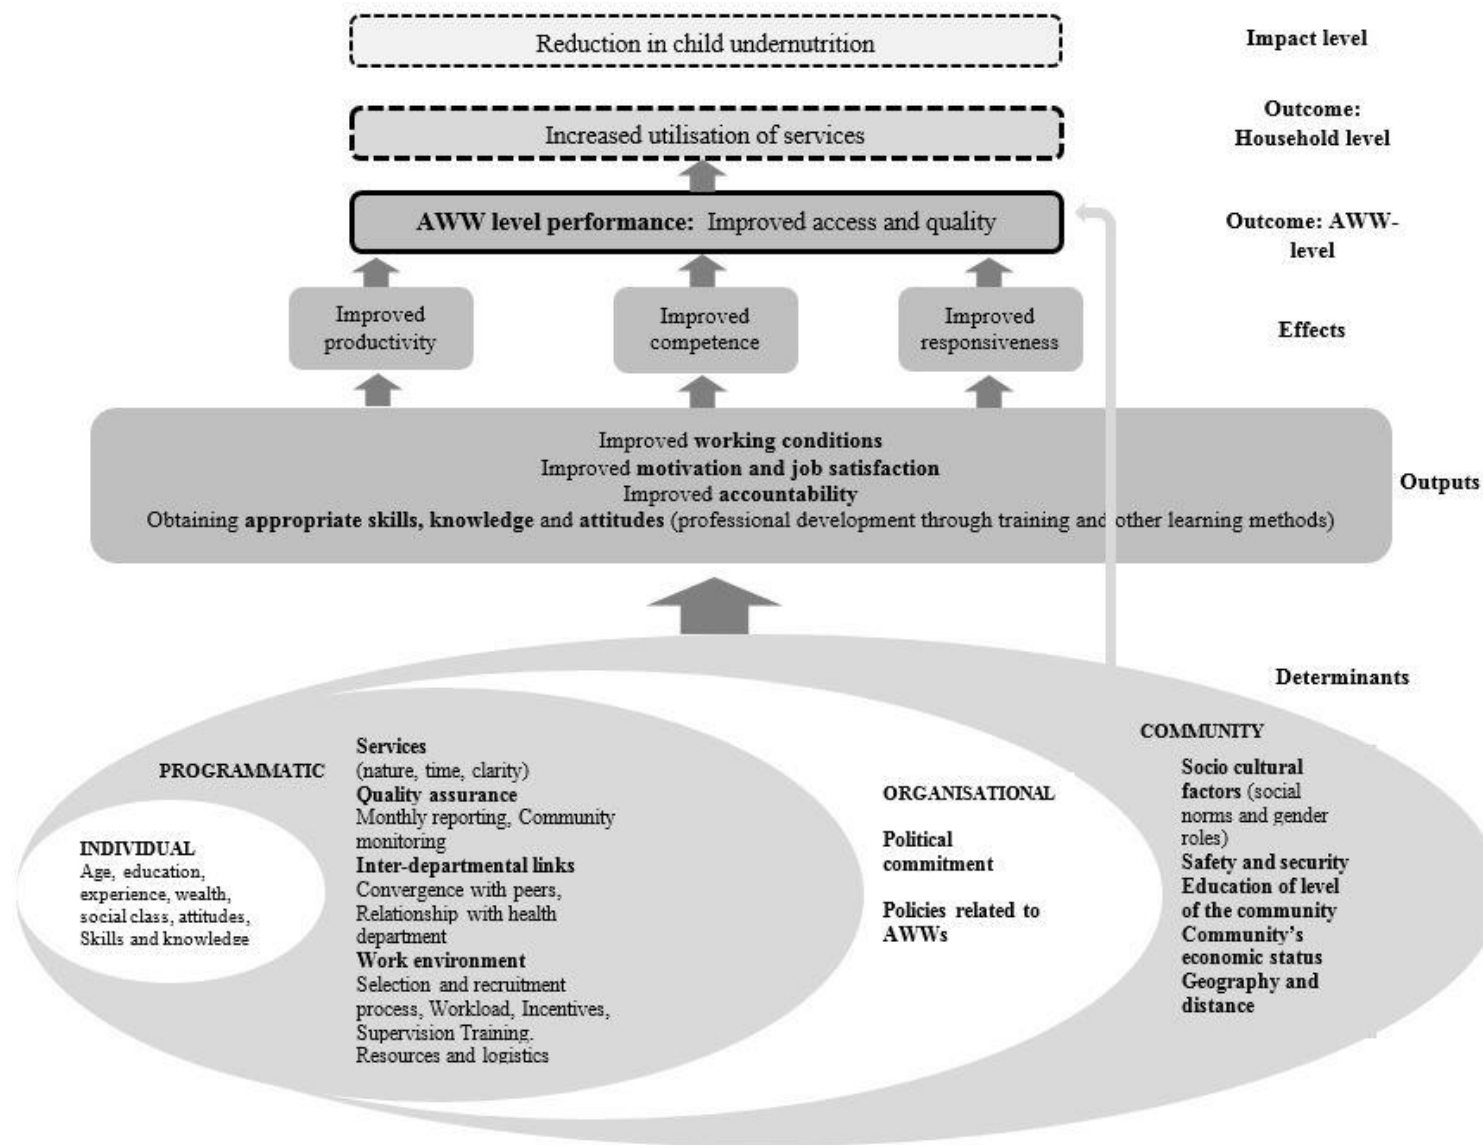 Reduction in child undernutrition
Impact level
Increased utilisation of services
Outcome:
Household level
AWW level performance: Improved access and quality
Outcome: AWW-
level
Improved
productivity
Improved
competence
Improved
responsiveness
Effects
Improved working conditions
Improved motivation and job satisfaction
Improved accountability
Obtaining appropriate skills, knowledge and attitudes (professional development through training and other learning methods)
Outputs
Determinants
INDIVIDUAL
Age, education,
experience, wealth,
social class, attitudes,
Skills and knowledge
PROGRAMMATIC
Services
(nature, time, clarity)
Quality assurance
Monthly reporting, Community
monitoring
Inter-departmental links
Convergence with peers,
Relationship with health
department
Work environment
Selection and recruitment
process, Workload, Incentives,
Supervision Training.
Resources and logistics
ORGANISATIONAL
Political
commitment
Policies related to
AWWs
COMMUNITY
Socio cultural
factors (social
norms and gender
roles)
Safety and security
Education of level
of the community
Community's
economic status
Geography and
distance